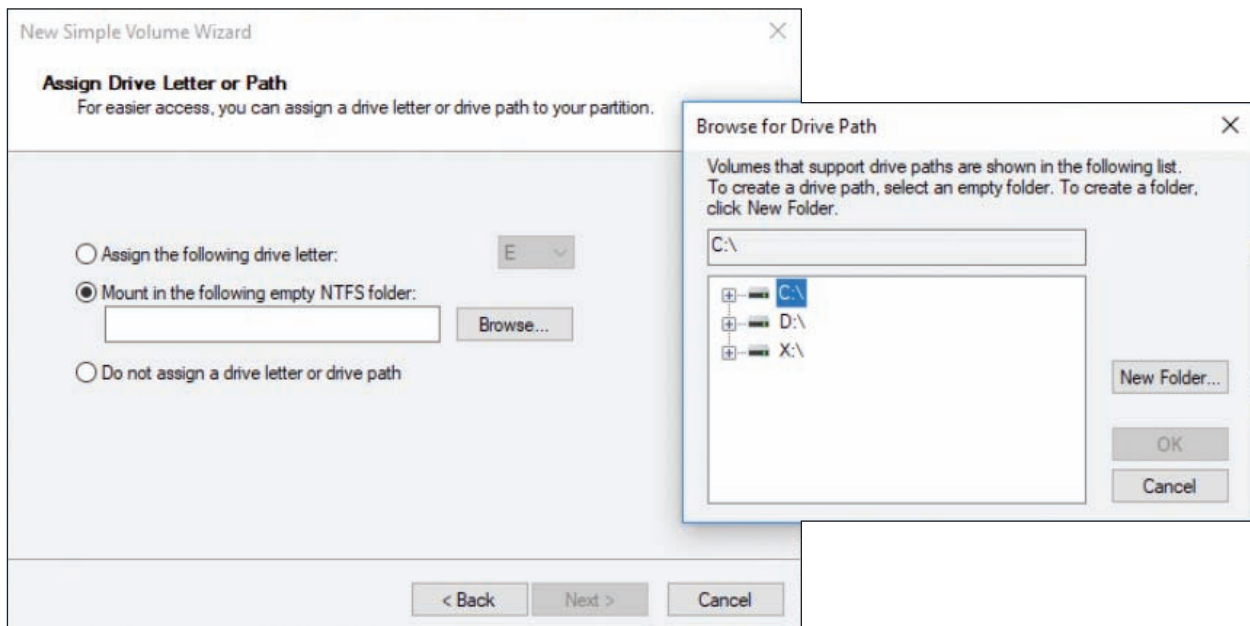 New Simple Volume Wizard
Assign Drive Letter or Path
For easier access, you can assign a drive letter or drive path to your partition.
Assign the following drive letter:
E
Mount in the following empty NTFS folder:
Browse...
Do not assign a drive letter or drive path
< Back
Next >
Cancel
Browse for Drive Path
Volumes that support drive paths are shown in the following list.
To create a drive path, select an empty folder. To create a folder,
click New Folder.
C:\
C:\
D:\
X:\
New Folder...
OK
Cancel